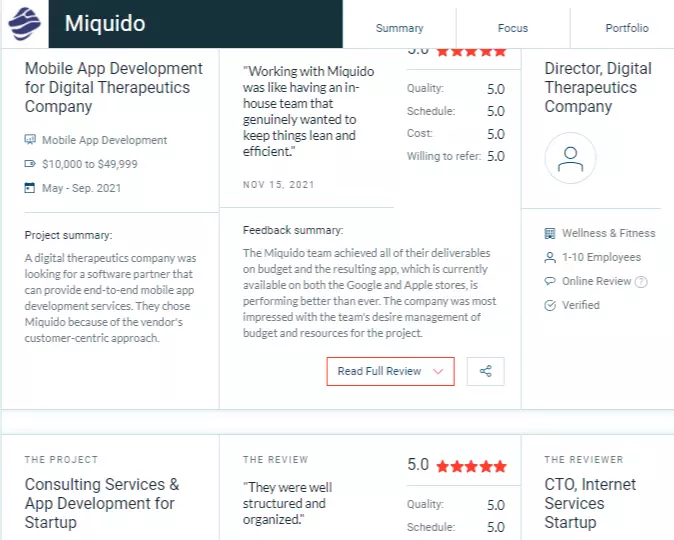 Miquido
Summary
Focus
Portfolio
Mobile App Development
for Digital Therapeutics
Company
Mobile App Development
$10,000 to $49,999
May - Sep. 2021
Project summary:
A digital therapeutics company was
looking for a software partner that
can provide end-to-end mobile app
development services. They chose
Miquido because of the vendor's
customer-centric approach.
"Working with Miquido
was like having an in-
house team that
genuinely wanted to
keep things lean and
efficient."
NOV 15, 2021
5.0
Quality: 5.0
Schedule: 5.0
Cost: 5.0
Willing to refer: 5.0
Feedback summary:
The Miquido team achieved all of their deliverables
on budget and the resulting app, which is currently
available on both the Google and Apple stores, is
performing better than ever. The company was most
impressed with the team's desire management of
budget and resources for the project.
Read Full Review
Director, Digital
Therapeutics
Company
Wellness & Fitness
1-10 Employees
Online Review ?
Verified
THE PROJECT
Consulting Services &
App Development for
Startup
THE REVIEW
"They were well
structured and
organized."
5.0
Quality: 5.0
Schedule: 5.0
THE REVIEWER
CTO, Internet
Services
Startup